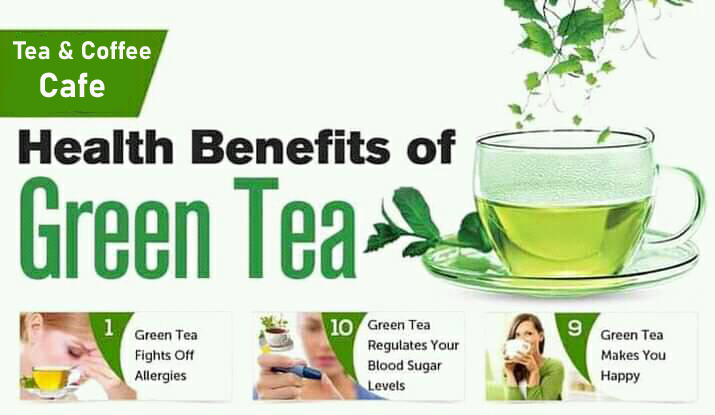 Tea & Coffee
Cafe
Health Benefits of
Green Tea
1
Green Tea
Fights Off
Allergies
10
Green Tea
Regulates Your
Blood Sugar
Levels
9
Green Tea
Makes You
Happy